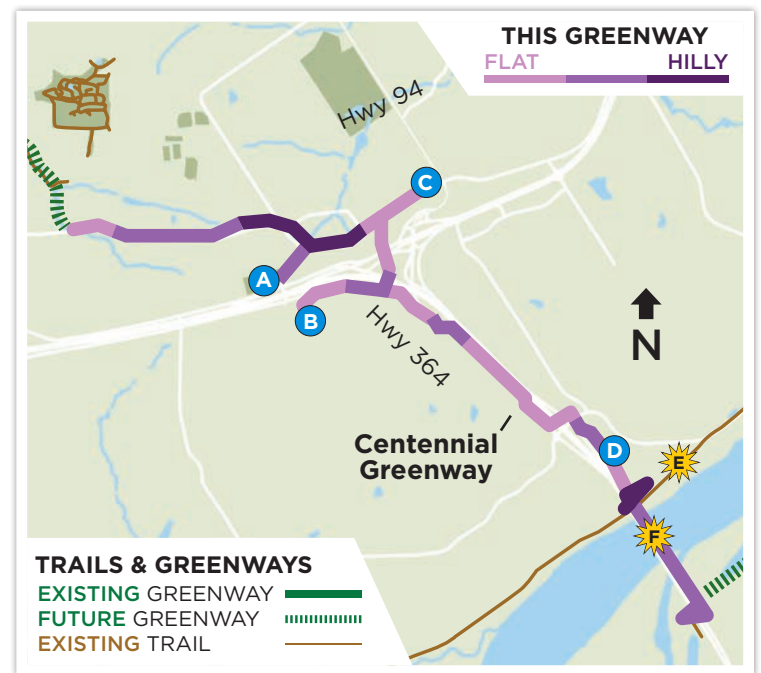 THIS GREENWAY
FLAT HILLY
Hwy 94
C
A
B
Hwy 364
N
Centennial
Greenway
D
E
F
TRAILS & GREENWAYS
EXISTING GREENWAY
FUTURE GREENWAY
EXISTING TRAIL